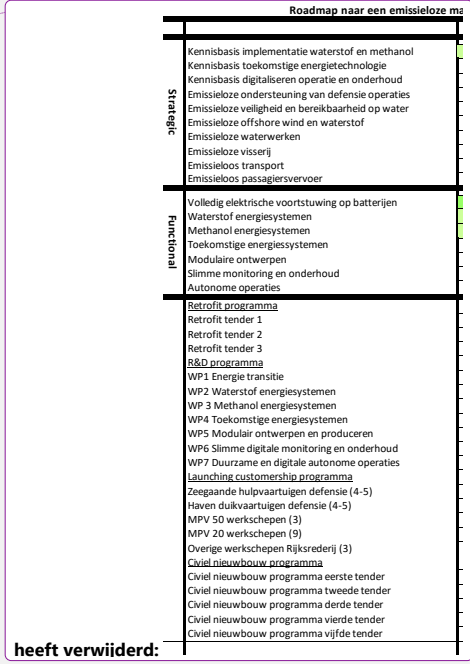 Roadmap naar een emissieloze ma
Strategic
Kennisbasis implementatie waterstof en methanol
Kennisbasis toekomstige energietechnologie
Kennisbasis digitaliseren operatie en onderhoud
Emissieloze ondersteuning van defensie operaties
Emissieloze veiligheid en bereikbaarheid op water
Emissieloze offshore wind en waterstof
Emissieloze waterwerken
Emissieloze visserij
Emissieloos transport
Emissieloos passagiersvervoer
Functional
Volledig elektrische voortstuwing op batterijen
Waterstof energiesystemen
Methanol energiesystemen
Toekomstige energiessystemen
Modulaire ontwerpen
Slimme monitoring en onderhoud
Autonome operaties
Retrofit programma
Retrofit tender 1
Retrofit tender 2
Retrofit tender 3
R&D programma
WP1 Energie transitie
WP2 Waterstof energiesystemen
WP 3 Methanol energiesystemen
WP4 Toekomstige energiesystemen
WP5 Modulair ontwerpen en produceren
WP6 Slimme digitale monitoring en onderhoud
WP7 Duurzame en digitale autonome operaties
Launching customership programma
Zeegaande hulpvaartuigen defensie (4-5)
Haven duikvaartuigen defensie (4-5)
MPV 50 werkschepen (3)
MPV 20 werkschepen (9)
Overige werkschepen Rijksrederij (3)
Civiel nieuwbouw programma
Civiel nieuwbouw programma eerste tender
Civiel nieuwbouw programma tweede tender
Civiel nieuwbouw programma derde tender
Civiel nieuwbouw programma vierde tender
Civiel nieuwbouw programma vijfde tender
heeft verwijderd: